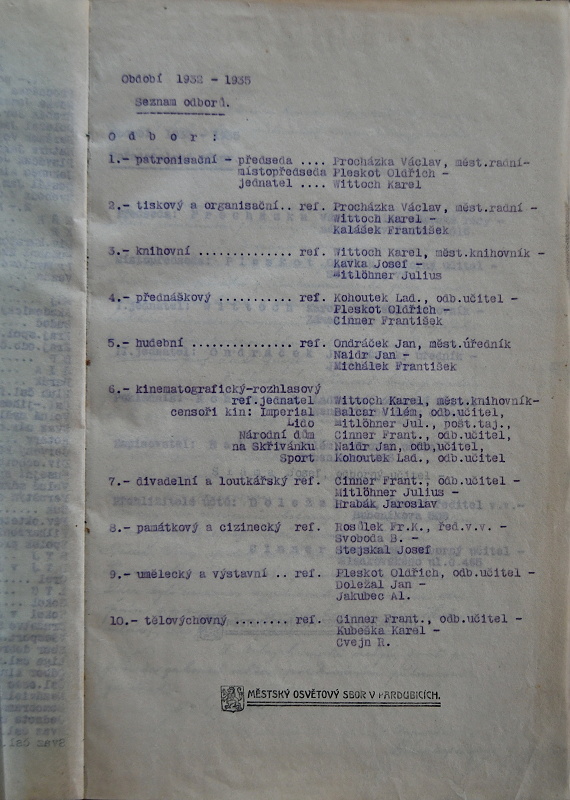 Období 1932 - 1935
Seznam odborů.
O d b o r :
1.- patronisační - předseda .... Procházka Václav, měst.radní-
místopředseda Pleskot Oldřich -
jednatel .... Wittoch Karel
2.- tiskový a organisační.. ref. Procházka Václav, měst.radní -
Wittoch Karel -
Kalášek František
3.- knihovní .............. ref. Wittoch Karel, měst.knihovník -
Kavka Josef -
Mitlöhner Julius
4.- přednáškový ........... ref. Kohoutek Lad., odb.učitel -
Pleskot Oldřich -
Cinner František
5.- hudební ............... ref. Ondráček Jan, měst.úředník
Naidr Jan -
Michálek František
6.- kinematografický-rozhlasový
ref.jednatel Wittoch Karel, měst.knihovník-
censoři kin: Imperial Balcar Vilém, odb.učitel,
Lido Mitlöhner Jul., pošt.taj.,
Národní dům Cinner Frant., odb.učitel,
na Skřivánku Naidr Jan, odb,učitel,
Sport Kohoutek Lad., odb.učitel
7.- divadelní a loutkářský ref. Cinner Frant., odb.učitel -
Mitlöhner Julius -
Hrabák Jaroslav
8.- památkový a cizinecký ref. Rosůlek Fr.K., řed.v.v. -
Svoboda B. -
Stejskal Josef
9.- umělecký a výstavní .. ref. Pleskot Oldřich, odb.učitel -
Doležal Jan -
Jakubec Al.
10.- tělovýchovný ........ ref. Cinner Frant., odb.učitel -
Kubeška Karel -
Cvejn R.
MĚSTSKÝ OSVĚTOVÝ SBOR V PARDUBICÍCH.